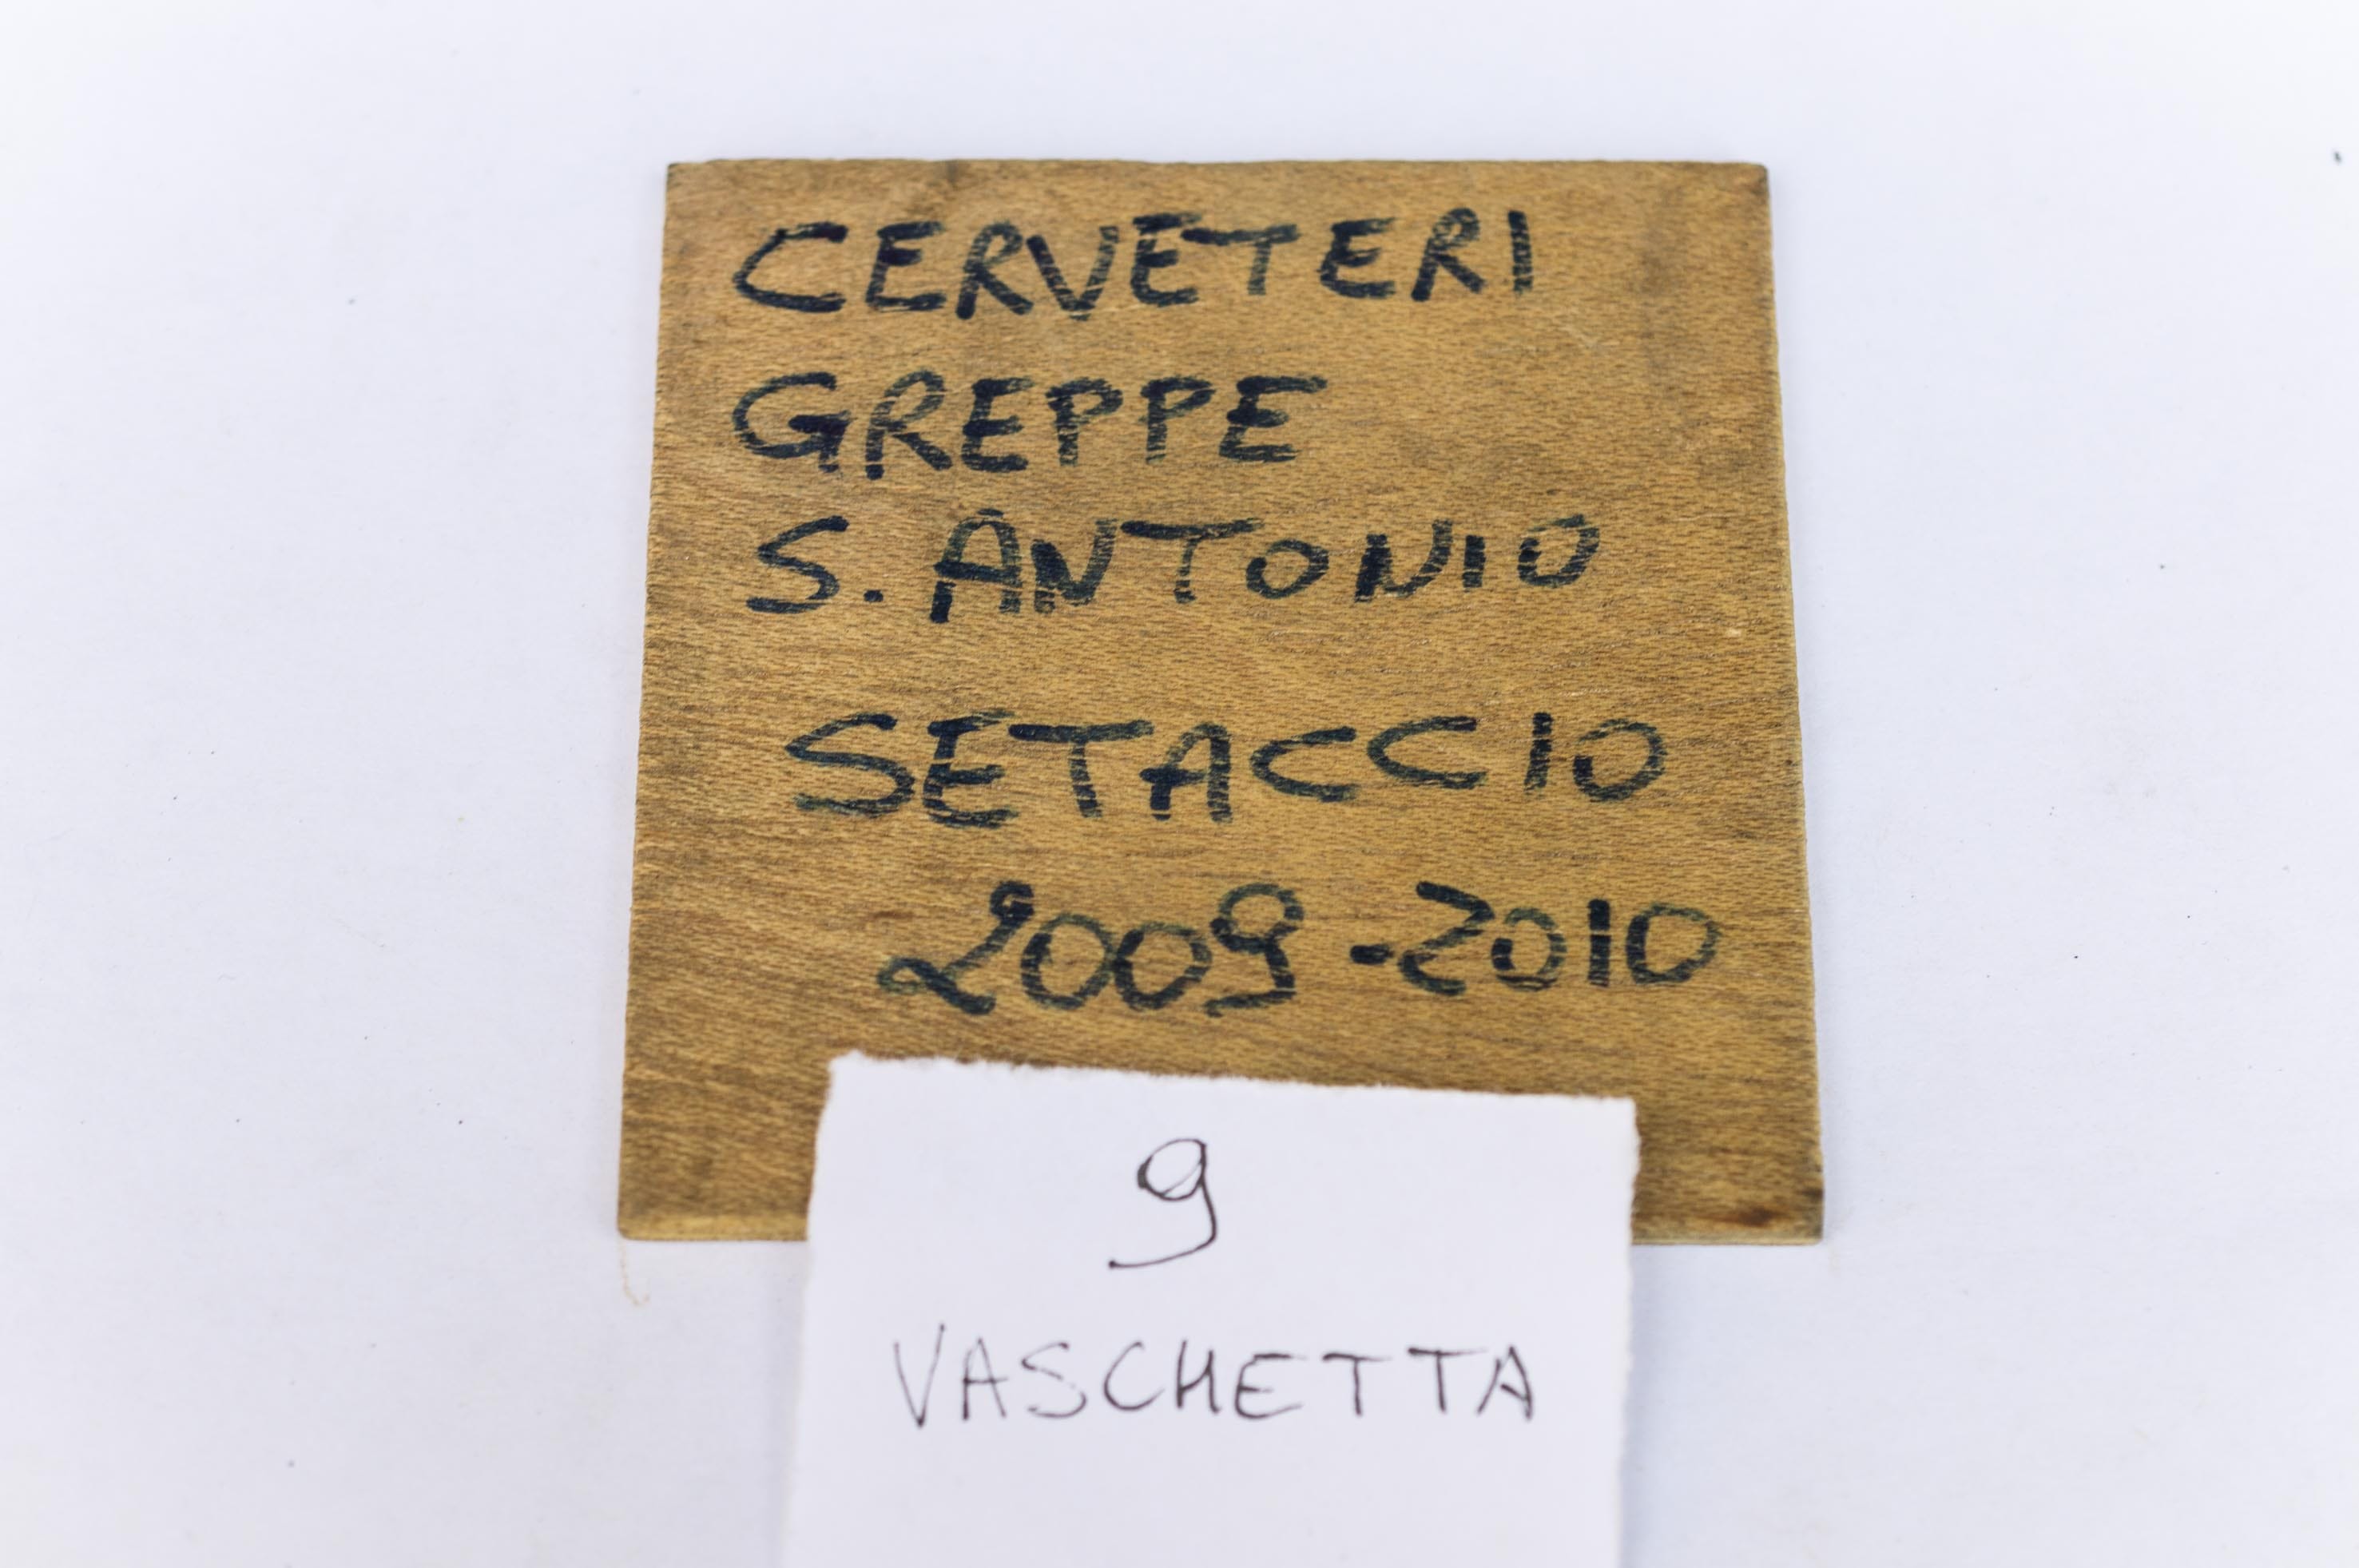 CERVETERI
GREPPE
S. ANTONIO
SETACCIO
2009-2010
9
VASCHETTA